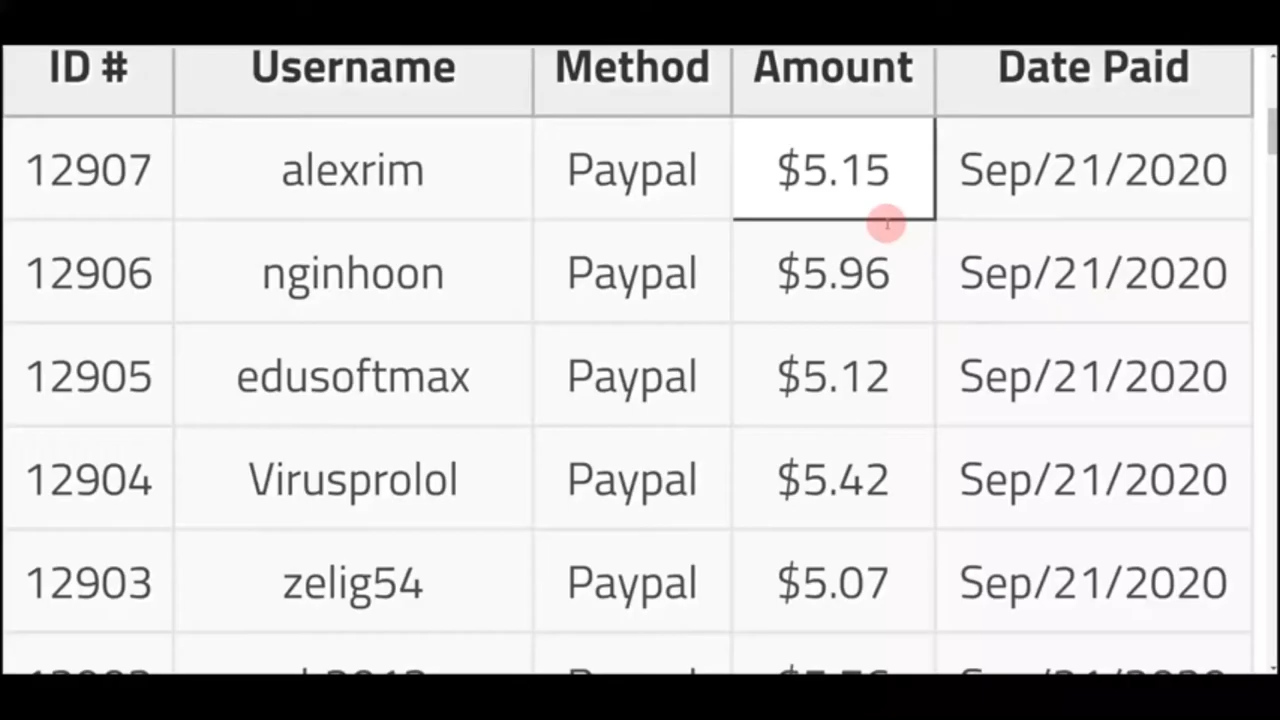 ID # Username Method Amount Date Paid
12907 alexrim Paypal $5.15 Sep/21/2020
12906 nginhoon Paypal $5.96 Sep/21/2020
12905 edusoftmax Paypal $5.12 Sep/21/2020
12904 Virusprolol Paypal $5.42 Sep/21/2020
12903 zelig54 Paypal $5.07 Sep/21/2020